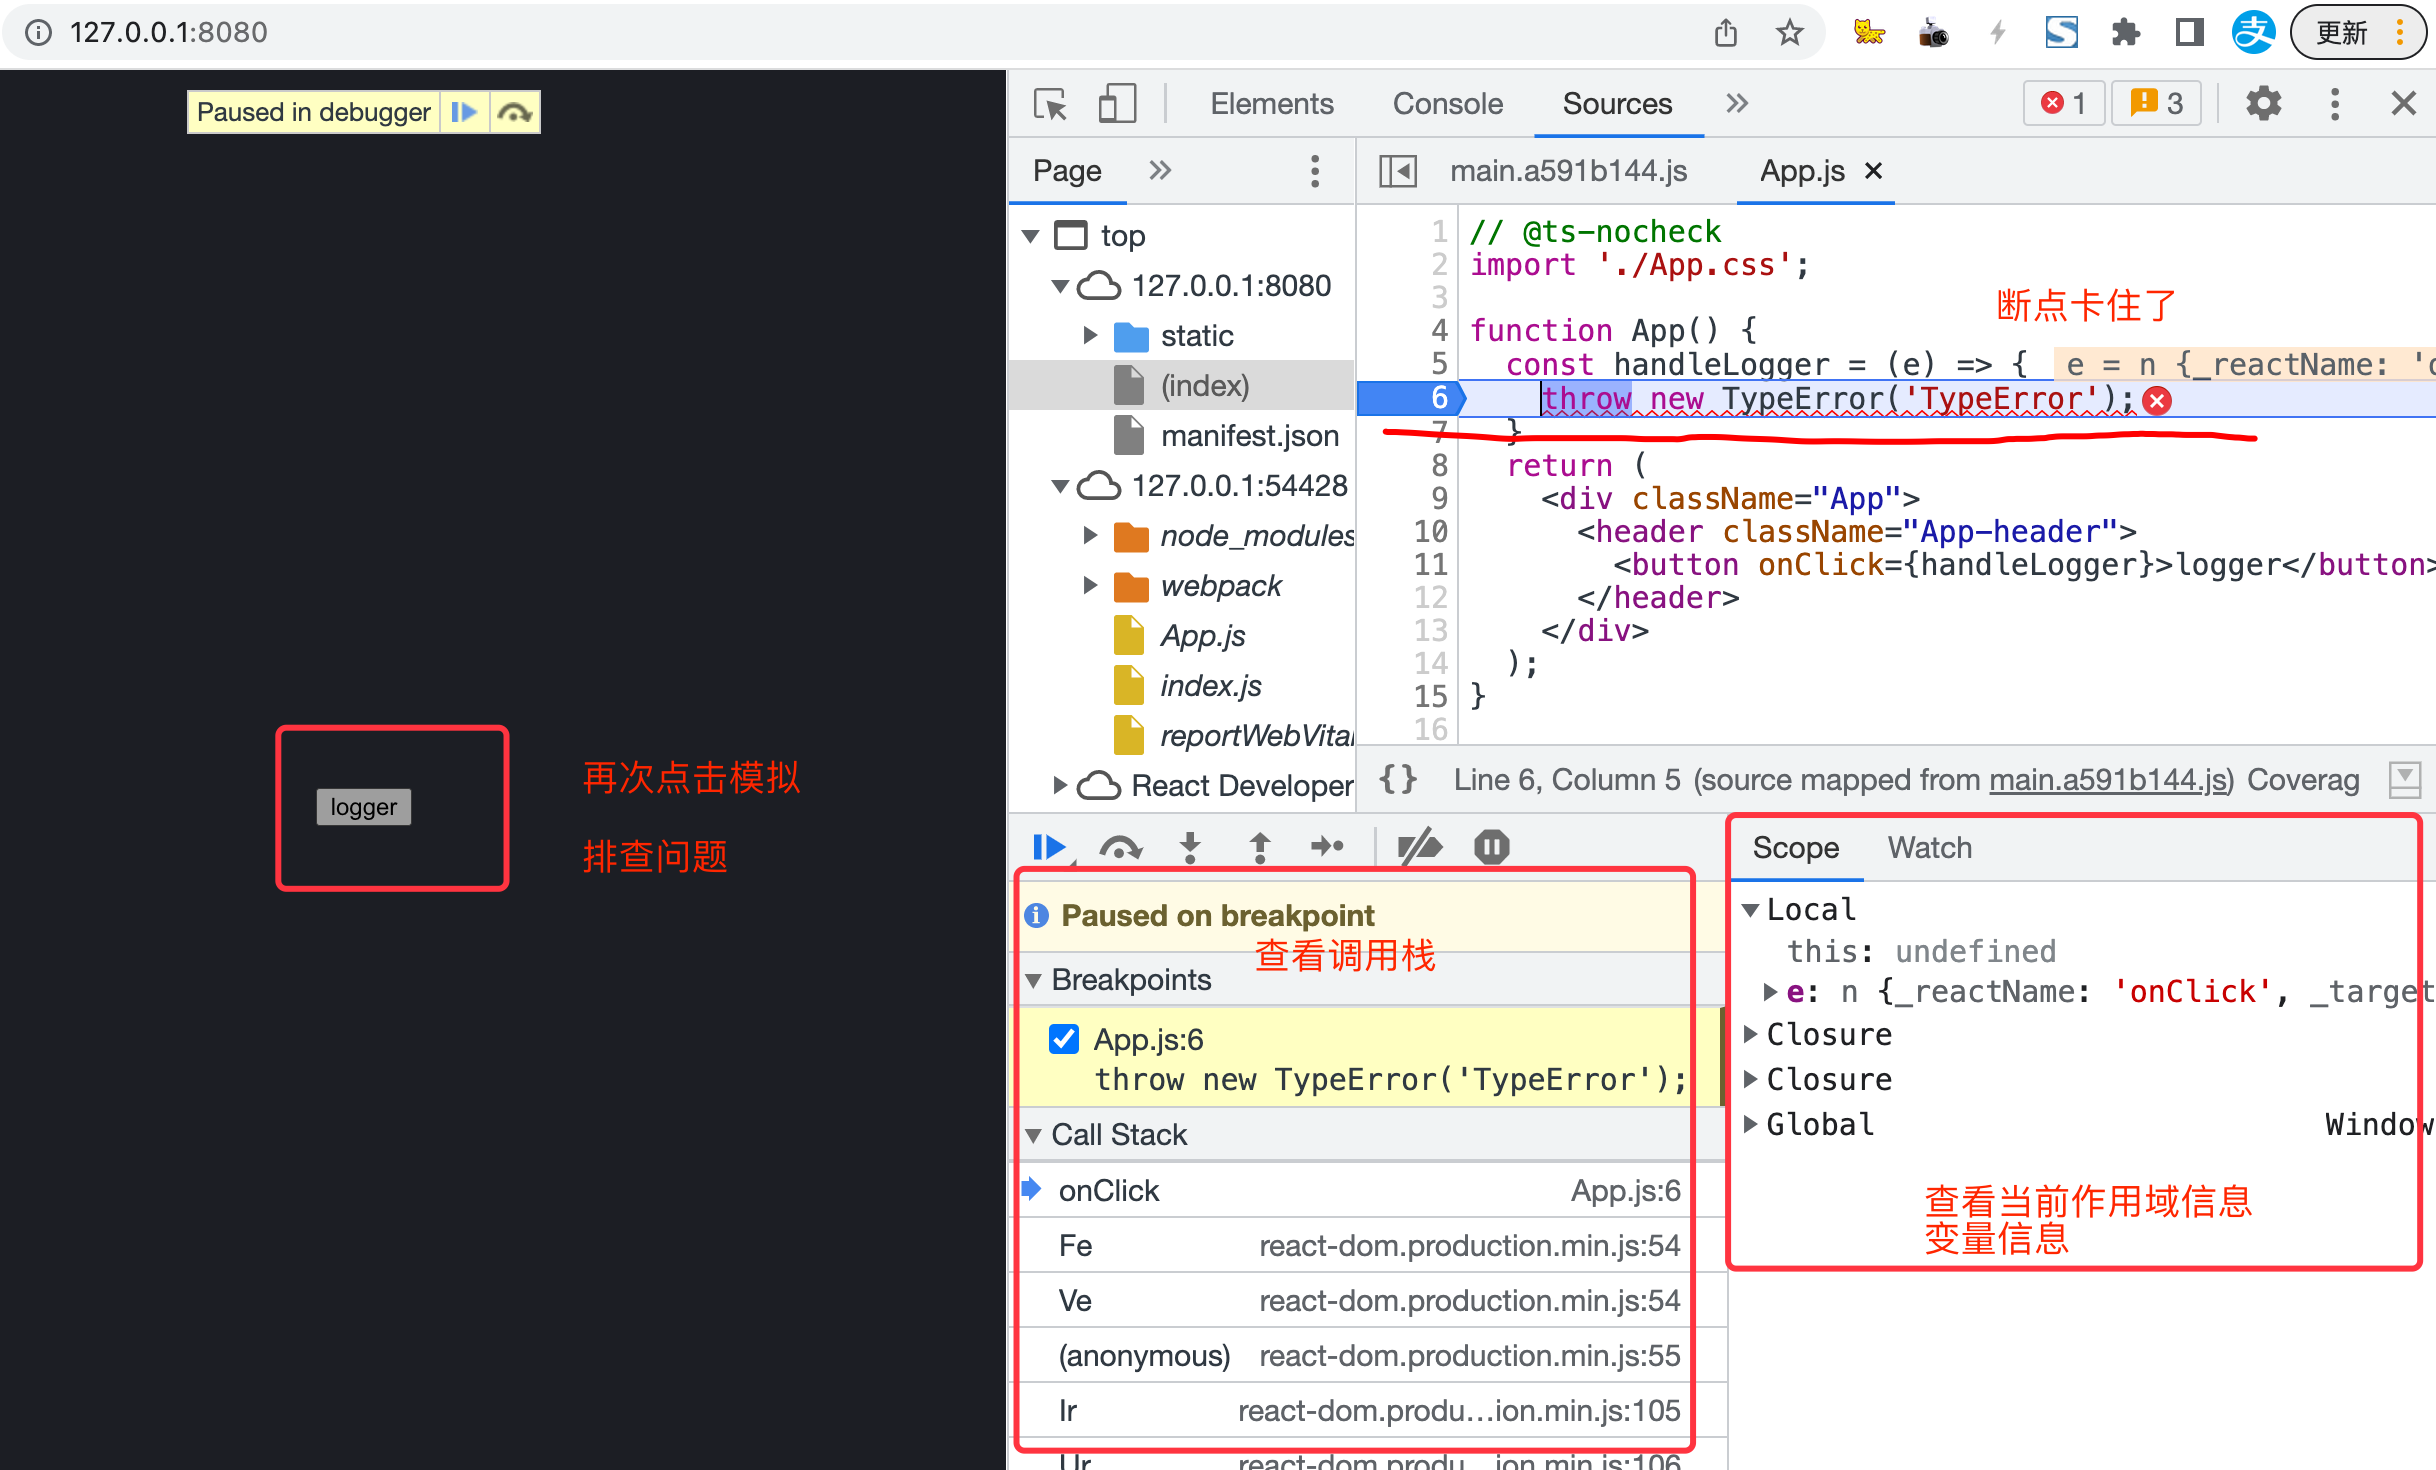 127.0.0.1:8080
更新
Paused in debugger
Elements Console Sources
1 3
Page
main.a591b144.js App.js
top
127.0.0.1:8080
static
(index)
manifest.json
127.0.0.1:54428
node_modules
webpack
App.js
index.js
reportWebVital
React Developer
1 // @ts-nocheck
2 import './App.css';
3
4 function App() {
5 const handleLogger = (e) => { e = n {_reactName: 'o
6 throw new TypeError('TypeError');
7 }
8 return (
9 <div className="App">
10 <header className="App-header">
11 <button onClick={handleLogger}>logger</button>
12 </header>
13 </div>
14 );
15 }
16
断点卡住了
{} Line 6, Column 5 (source mapped from main.a591b144.js) Coverag
logger
再次点击模拟
排查问题
Paused on breakpoint
查看调用栈
Breakpoints
App.js:6
throw new TypeError('TypeError');
Call Stack
onClick App.js:6
Fe react-dom.production.min.js:54
Ve react-dom.production.min.js:54
(anonymous) react-dom.production.min.js:55
Ir react-dom.produ…ion.min.js:105
Ur react-dom.produ…ion.min.js:106
Scope Watch
Local
this: undefined
e: n {_reactName: 'onClick', _target
Closure
Closure
Global Window
查看当前作用域信息
变量信息